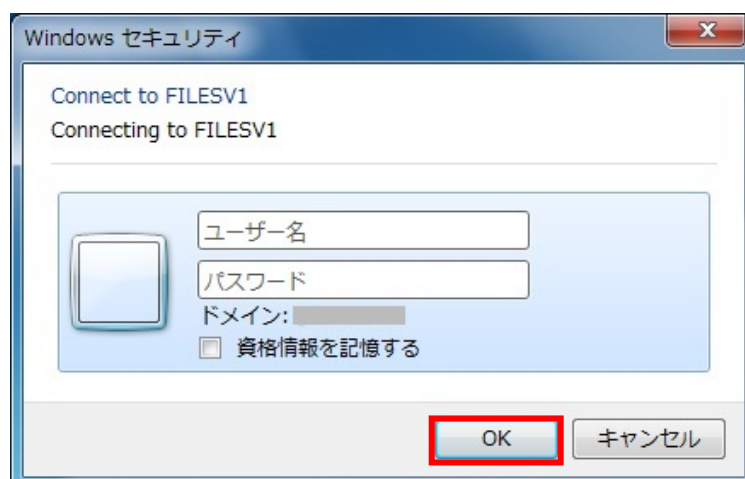 Windows セキュリティ
Connect to FILESV1
Connecting to FILESV1
ユーザー名
パスワード
ドメイン:
資格情報を記憶する
OK キャンセル